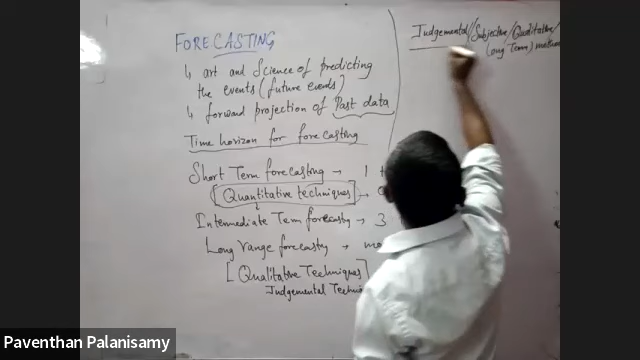 FORECASTING
↳ art and Science of predicting
the events (future events)
↳ forward projection of Past data
Time horizon for forecasting
Short Term forecasting → 1
[Quantitative techniques] →
Intermediate Term forecasting → 3
Long range forecasting →
[Qualitative Techniques]
Judgemental
Judgemental/Subjective/Qualitative/
Long Term)
Paventhan Palanisamy